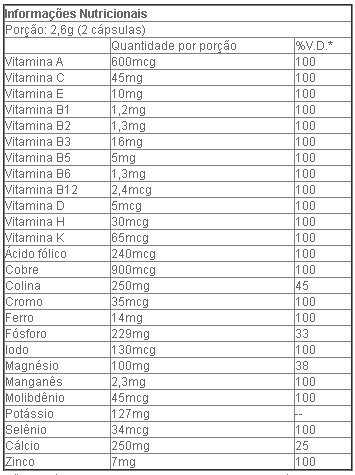 Informações Nutricionais
Porção: 2,6g (2 cápsulas)
Quantidade por porção %V.D.*
Vitamina A 600mcg 100
Vitamina C 45mg 100
Vitamina E 10mg 100
Vitamina B1 1,2mg 100
Vitamina B2 1,3mg 100
Vitamina B3 16mg 100
Vitamina B5 5mg 100
Vitamina B6 1,3mg 100
Vitamina B12 2,4mcg 100
Vitamina D 5mcg 100
Vitamina H 30mcg 100
Vitamina K 65mcg 100
Ácido fólico 240mcg 100
Cobre 900mcg 100
Colina 250mg 45
Cromo 35mcg 100
Ferro 14mg 100
Fósforo 229mg 33
Iodo 130mcg 100
Magnésio 100mg 38
Manganês 2,3mg 100
Molibdênio 45mcg 100
Potássio 127mg --
Selênio 34mcg 100
Cálcio 250mg 25
Zinco 7mg 100